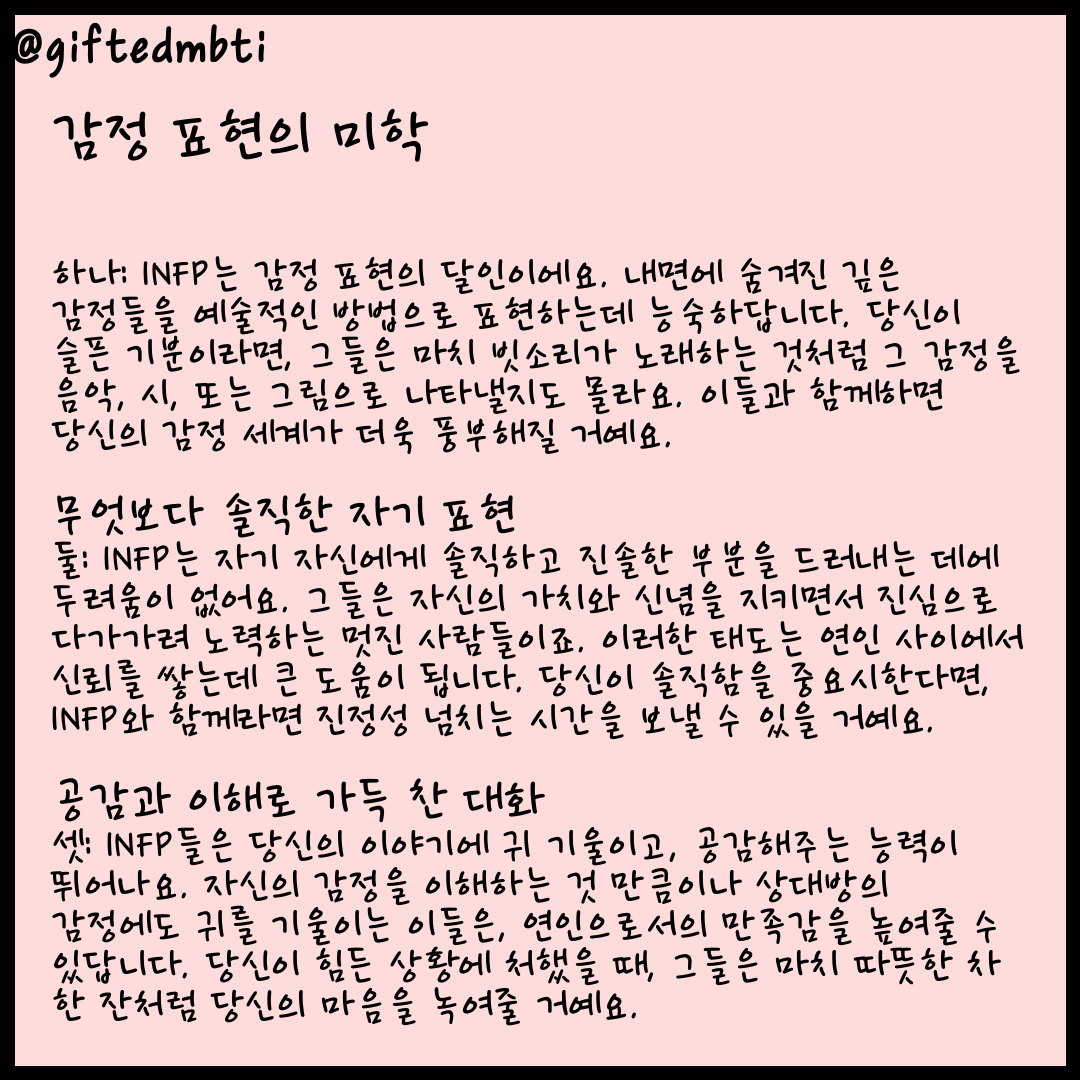 @giftedmbti
감정 표현의 미학
하나: INFP는 감정 표현의 달인이에요. 내면에 숨겨진 깊은
감정들을 예술적인 방법으로 표현하는데 능숙하답니다. 당신이
슬픈 기분이라면, 그들은 마치 빗소리가 노래하는 것처럼 그 감정을
음악, 시, 또는 그림으로 나타낼지도 몰라요. 이들과 함께하면
당신의 감정 세계가 더욱 풍부해질 거예요.
무엇보다 솔직한 자기 표현
둘: INFP는 자기 자신에게 솔직하고 진솔한 부분을 드러내는 데에
두려움이 없어요. 그들은 자신의 가치와 신념을 지키면서 진심으로
다가가려 노력하는 멋진 사람들이죠. 이러한 태도는 연인 사이에서
신뢰를 쌓는데 큰 도움이 됩니다. 당신이 솔직함을 중요시한다면,
INFP와 함께라면 진정성 넘치는 시간을 보낼 수 있을 거예요.
공감과 이해로 가득 찬 대화
셋: INFP들은 당신의 이야기에 귀 기울이고, 공감해주는 능력이
뛰어나요. 자신의 감정을 이해하는 것 만큼이나 상대방의
감정에도 귀를 기울이는 이들은, 연인으로서의 만족감을 높여줄 수
있답니다. 당신이 힘든 상황에 처했을 때, 그들은 마치 따뜻한 차
한 잔처럼 당신의 마음을 녹여줄 거예요.